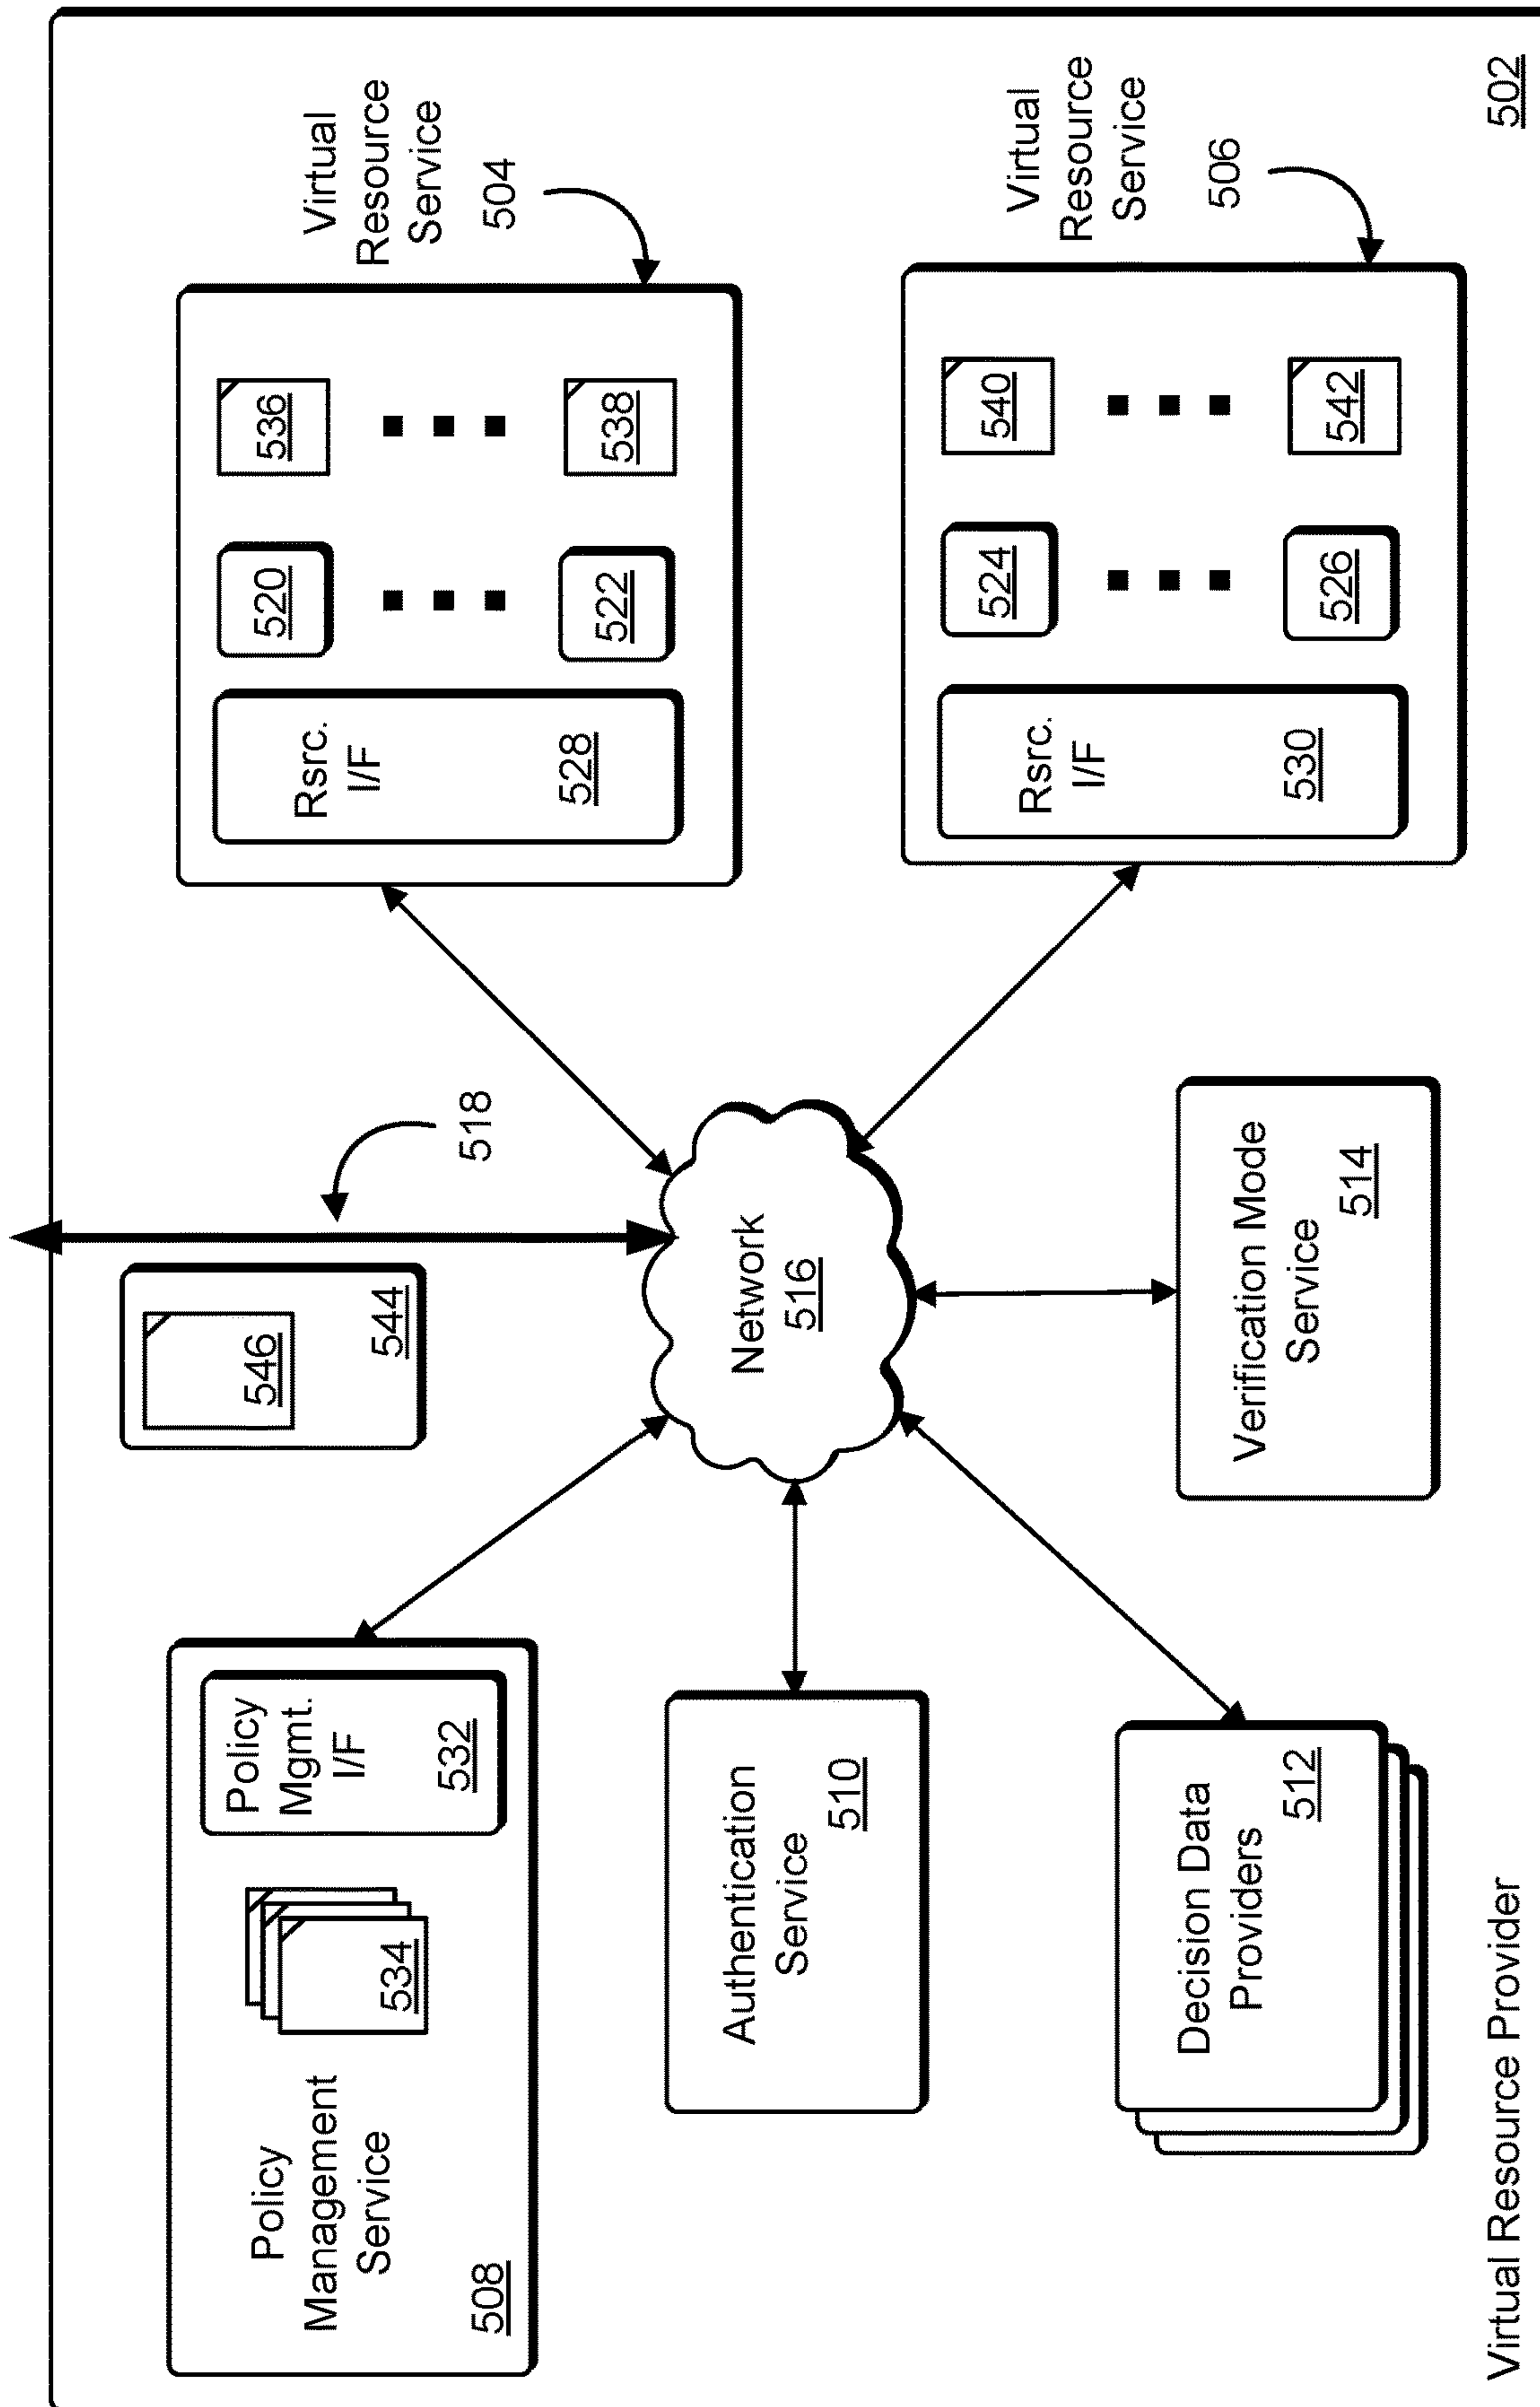 Policy
Management
Service
508
534
Policy
Mgmt.
I/F
532
546
544
518
Rsrc.
I/F
528
520
522
536
538
Virtual
Resource
Service
504
Authentication
Service
510
Network
516
Decision Data
Providers
512
Verification Mode
Service
514
Rsrc.
I/F
530
524
526
540
542
Virtual
Resource
Service
506
Virtual Resource Provider
502